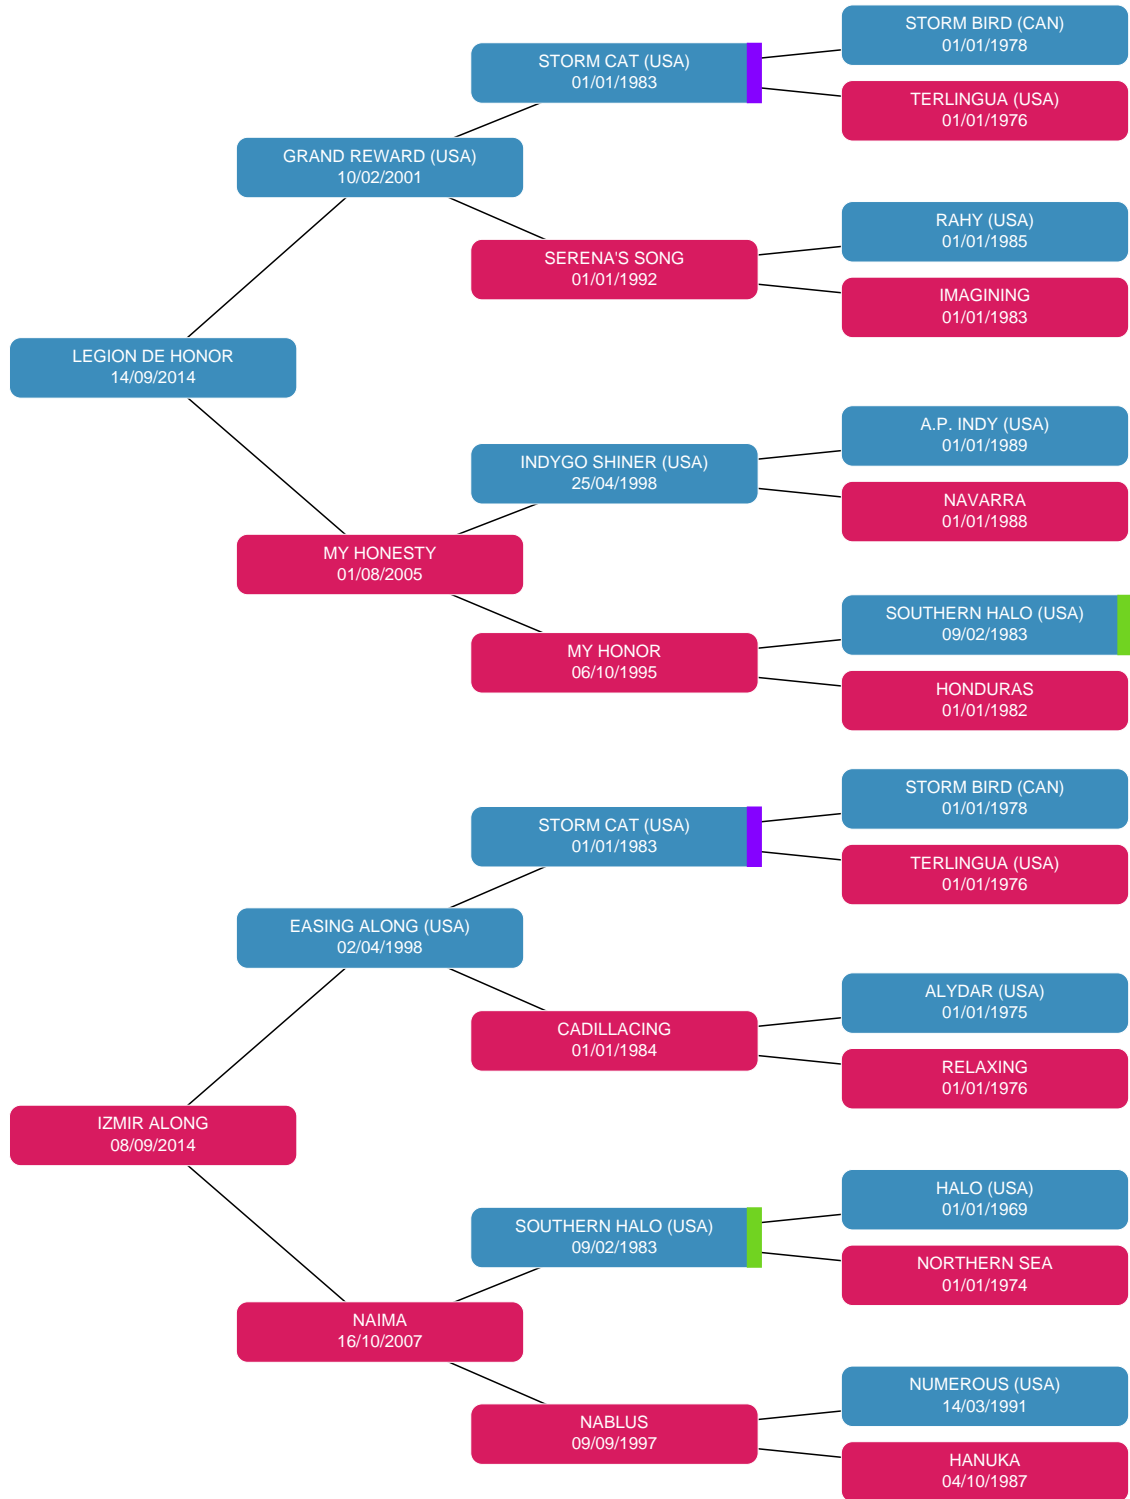 STORM BIRD (CAN)
01/01/1978
STORM CAT (USA)
01/01/1983
TERLINGUA (USA)
01/01/1976
GRAND REWARD (USA)
10/02/2001
RAHY (USA)
01/01/1985
SERENA'S SONG
01/01/1992
IMAGINING
01/01/1983
LEGION DE HONOR
14/09/2014
A.P. INDY (USA)
01/01/1989
INDYGO SHINER (USA)
25/04/1998
NAVARRA
01/01/1988
MY HONESTY
01/08/2005
SOUTHERN HALO (USA)
09/02/1983
MY HONOR
06/10/1995
HONDURAS
01/01/1982
STORM BIRD (CAN)
01/01/1978
STORM CAT (USA)
01/01/1983
TERLINGUA (USA)
01/01/1976
EASING ALONG (USA)
02/04/1998
ALYDAR (USA)
01/01/1975
CADILLACING
01/01/1984
RELAXING
01/01/1976
IZMIR ALONG
08/09/2014
HALO (USA)
01/01/1969
SOUTHERN HALO (USA)
09/02/1983
NORTHERN SEA
01/01/1974
NAIMA
16/10/2007
NUMEROUS (USA)
14/03/1991
NABLUS
09/09/1997
HANUKA
04/10/1987